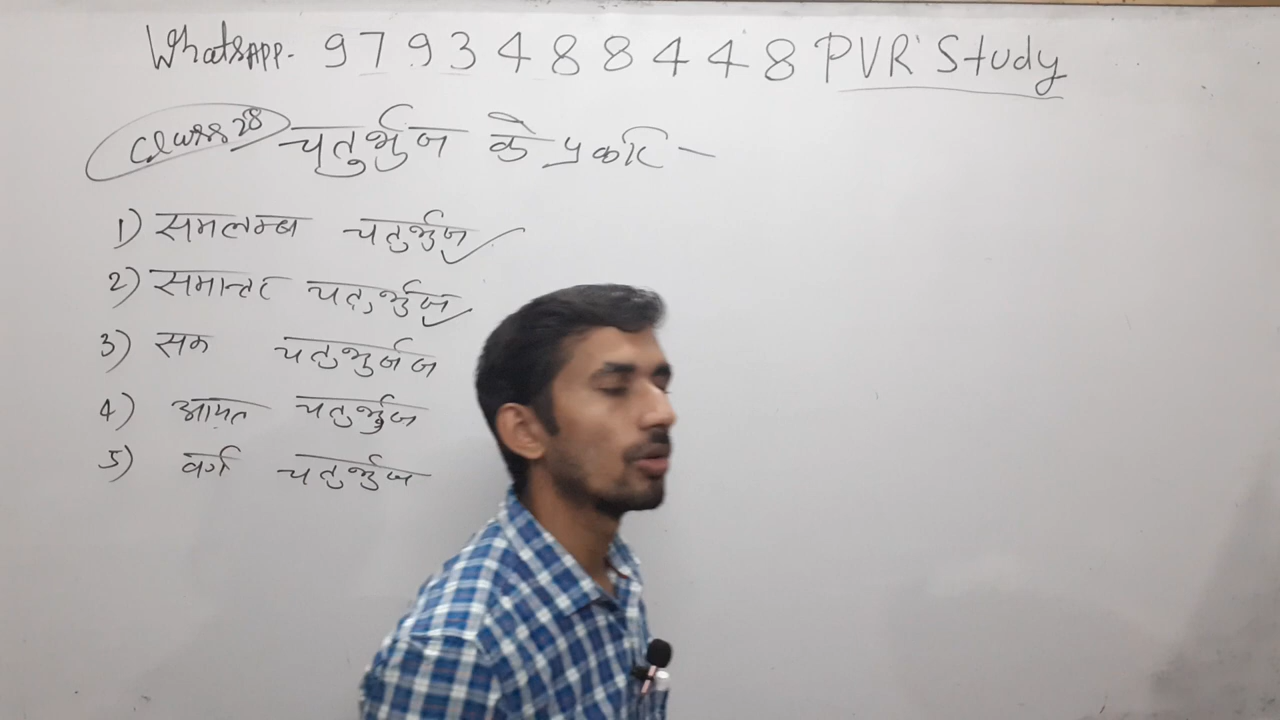 WhatsAPP. 9793488448 PVR Study
Class 28 चतुर्भुज के प्रकार –
1) समलम्ब चतुर्भुज
2) समान्तर चतुर्भुज
3) सम चतुर्भुज
4) आयत चतुर्भुज
5) वर्ग चतुर्भुज